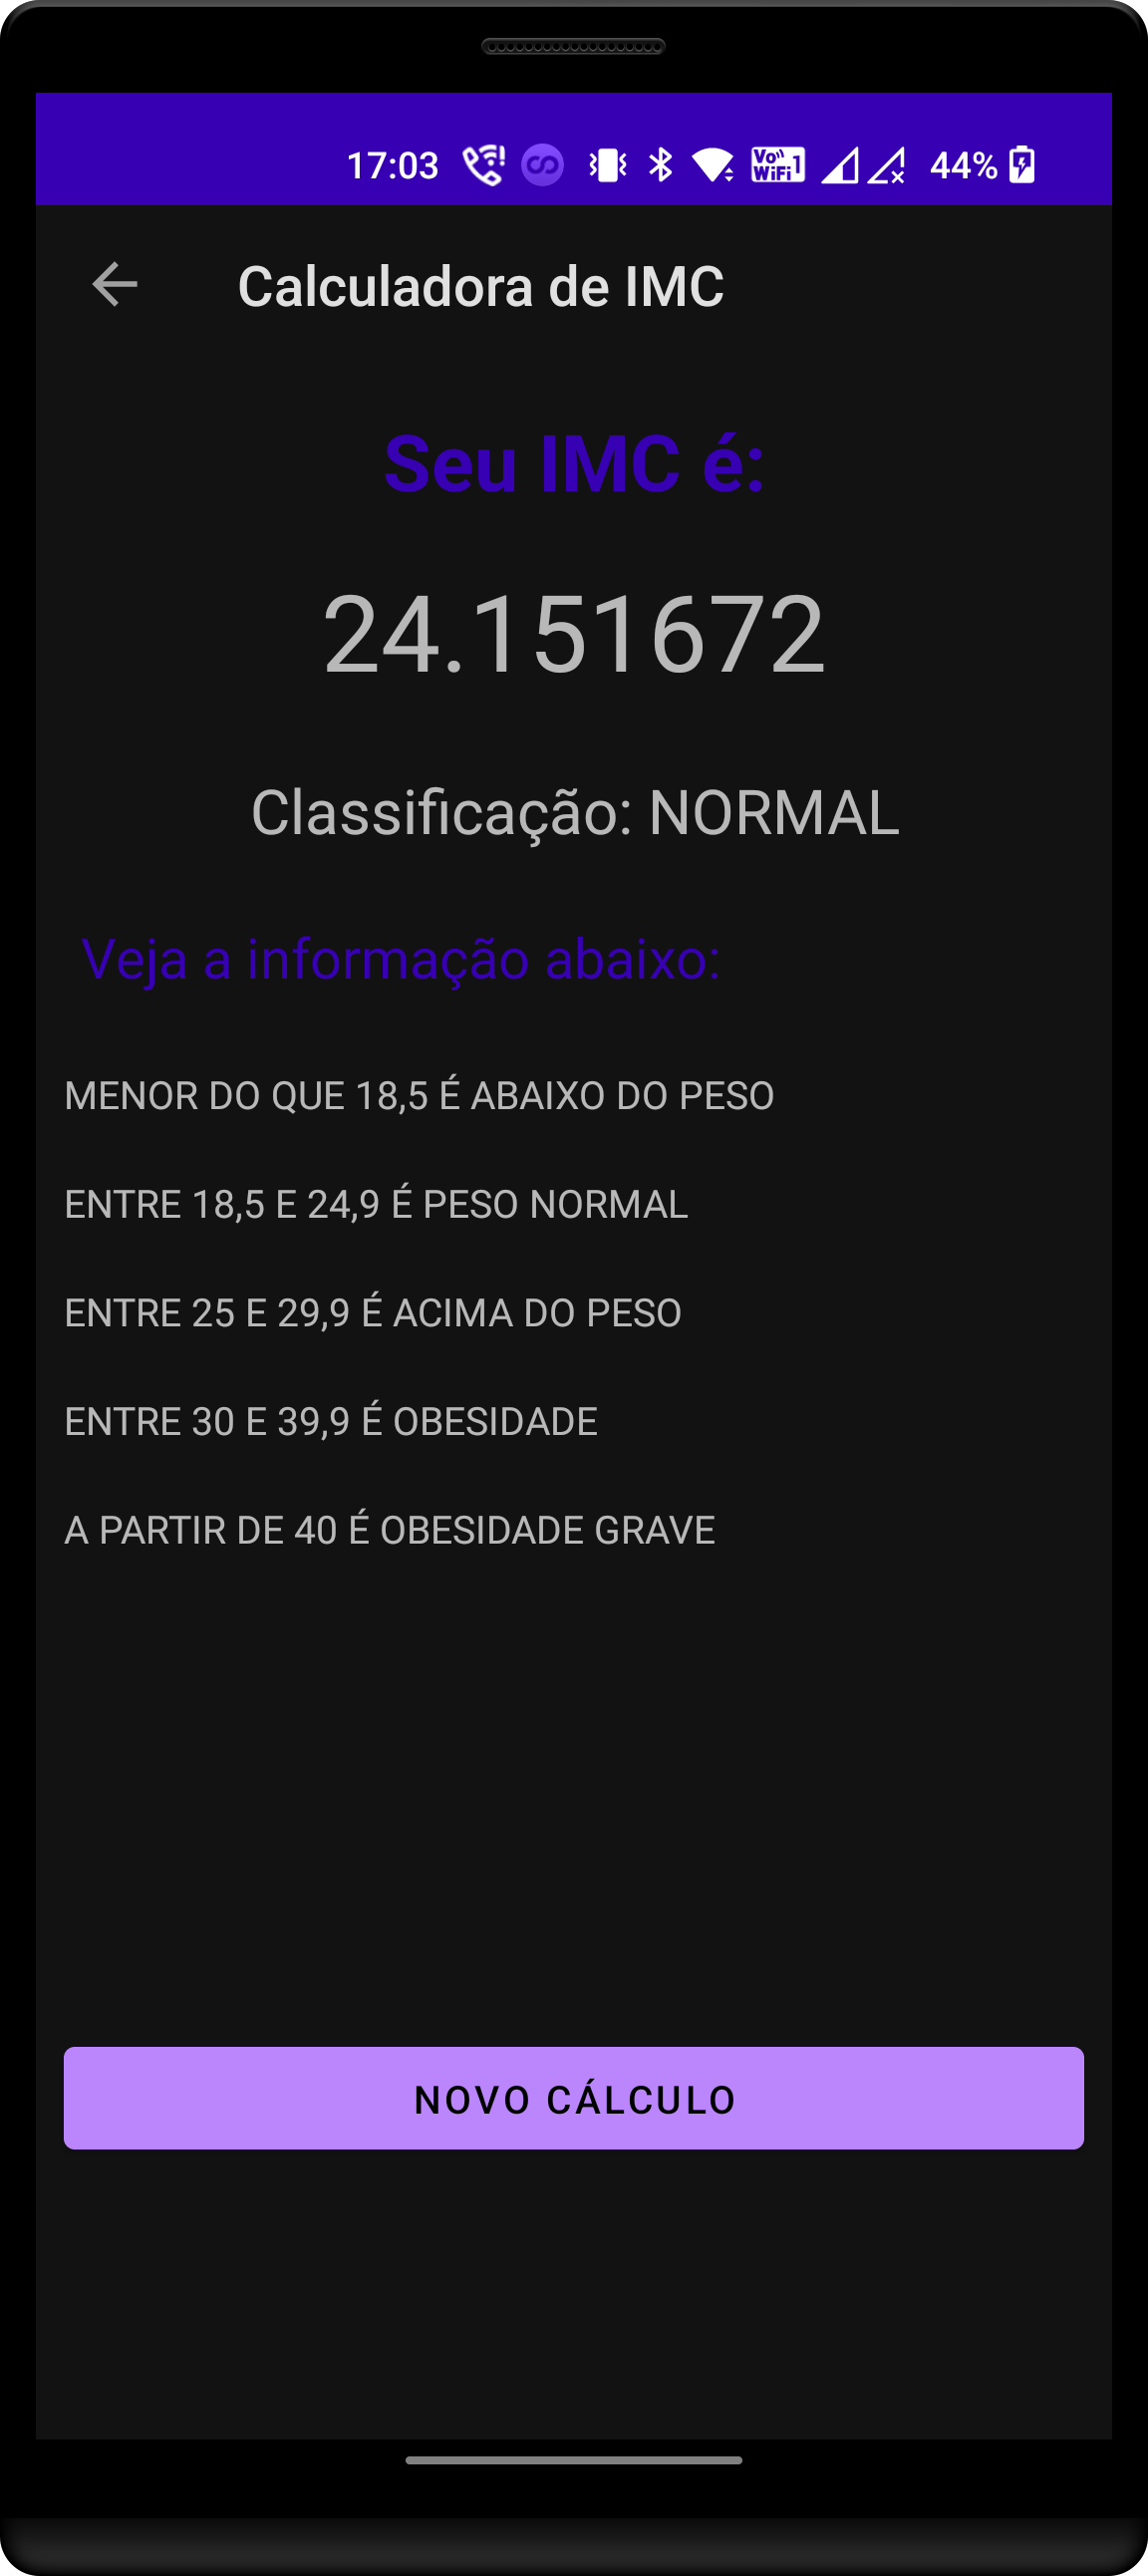 17:03 Vo WiFi 1 44%
Calculadora de IMC
Seu IMC é:
24.151672
Classificação: NORMAL
Veja a informação abaixo:
MENOR DO QUE 18,5 É ABAIXO DO PESO
ENTRE 18,5 E 24,9 É PESO NORMAL
ENTRE 25 E 29,9 É ACIMA DO PESO
ENTRE 30 E 39,9 É OBESIDADE
A PARTIR DE 40 É OBESIDADE GRAVE
NOVO CÁLCULO